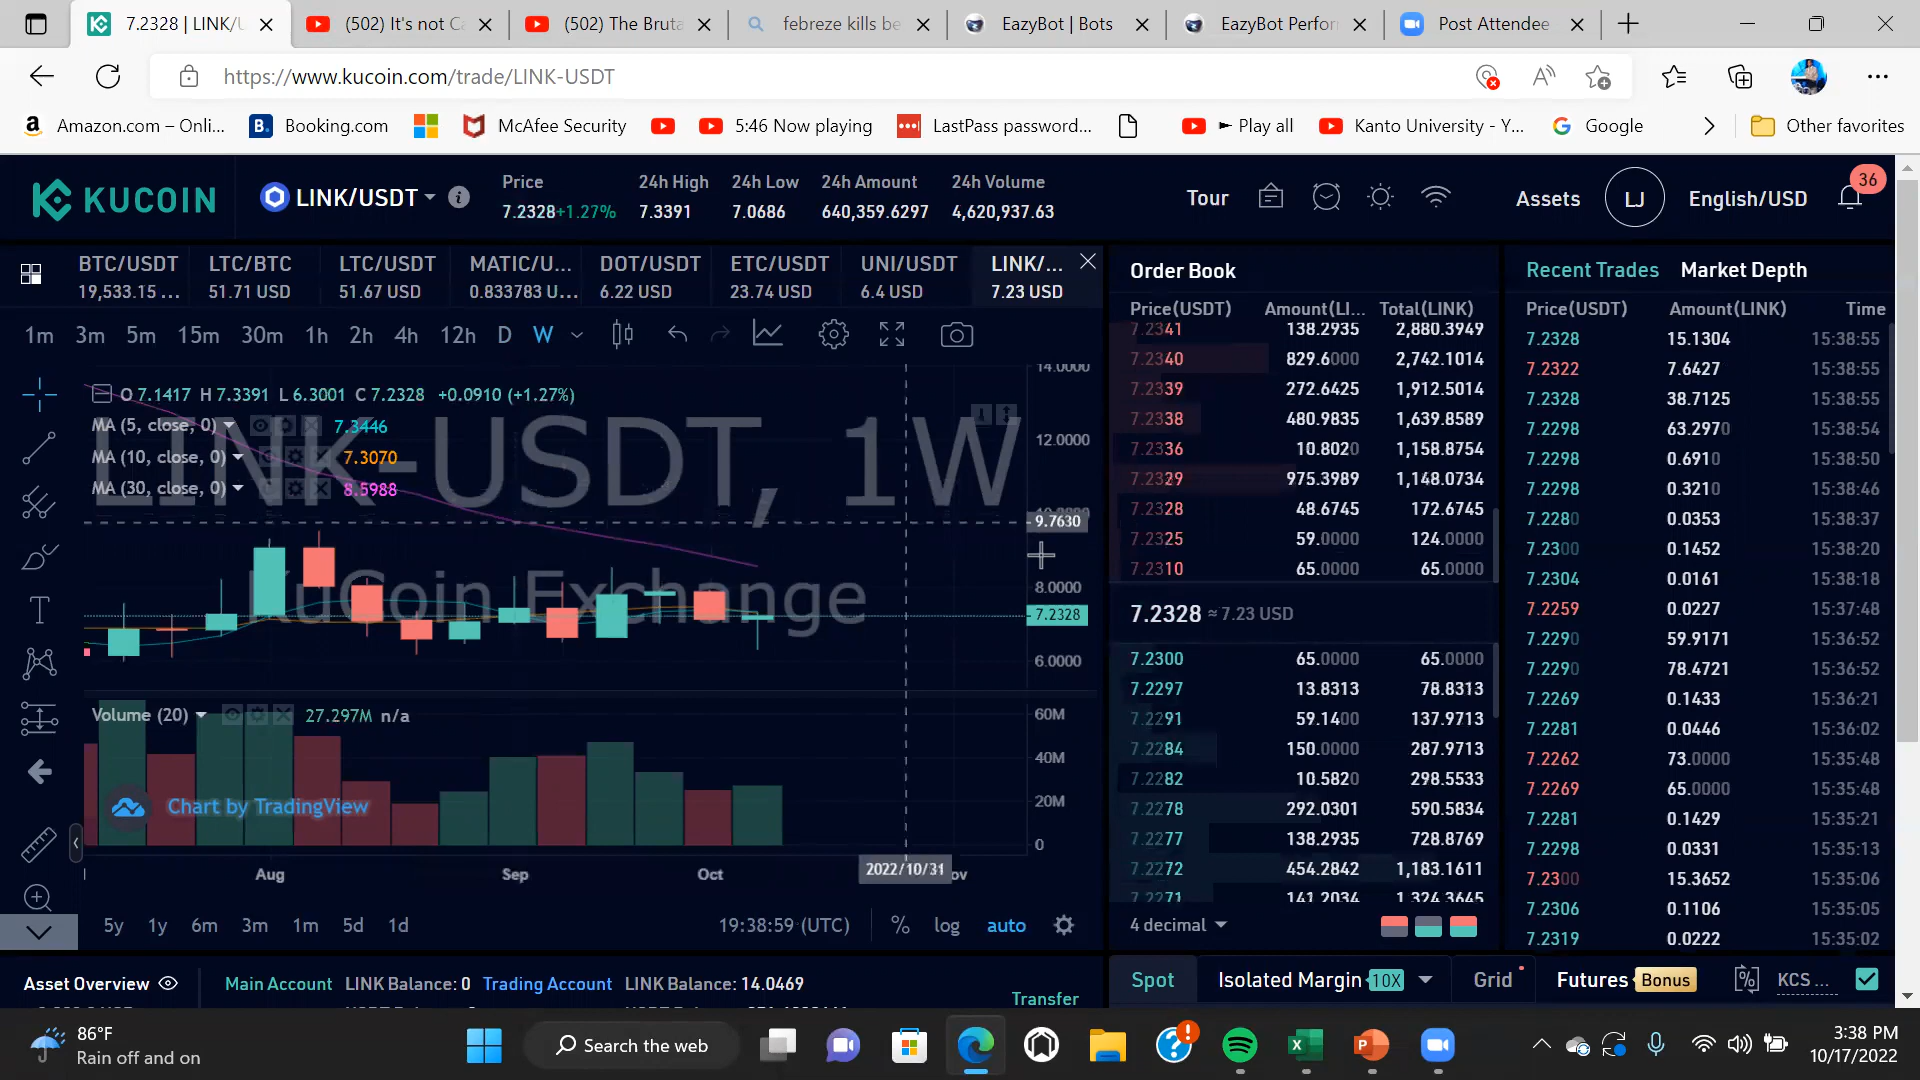 7.2328 | LINK/U
(502) It's not Ca
(502) The Bruta
febreze kills be
EazyBot | Bots
EazyBot Perfor
Post Attendee
https://www.kucoin.com/trade/LINK-USDT
Amazon.com – Onli...
Booking.com
McAfee Security
5:46 Now playing
LastPass password...
► Play all
Kanto University - Y...
Google
Other favorites
KUCOIN
LINK/USDT
Price
7.2328+1.27%
24h High
7.3391
24h Low
7.0686
24h Amount
640,359.6297
24h Volume
4,620,937.63
Tour
Assets
LJ
English/USD
36
BTC/USDT
19,533.15 ...
LTC/BTC
51.71 USD
LTC/USDT
51.67 USD
MATIC/U...
0.833783 U...
DOT/USDT
6.22 USD
ETC/USDT
23.74 USD
UNI/USDT
6.4 USD
LINK/...
7.23 USD
1m 3m 5m 15m 30m 1h 2h 4h 12h D W
LINK-USDT, 1W
KuCoin Exchange
O 7.1417 H 7.3391 L 6.3001 C 7.2328 +0.0910 (+1.27%)
MA (5, close, 0) 7.3446
MA (10, close, 0) 7.3070
MA (30, close, 0) 8.5988
14.0000
12.0000
9.7630
8.0000
7.2328
6.0000
Volume (20) 27.297M n/a
60M
40M
20M
0
Chart by TradingView
Aug Sep Oct 2022/10/31 ov
5y 1y 6m 3m 1m 5d 1d
19:38:59 (UTC) % log auto
Order Book
Price(USDT) Amount(LI... Total(LINK)
7.2341 138.2935 2,880.3949
7.2340 829.6000 2,742.1014
7.2339 272.6425 1,912.5014
7.2338 480.9835 1,639.8589
7.2336 10.8020 1,158.8754
7.2329 975.3989 1,148.0734
7.2328 48.6745 172.6745
7.2325 59.0000 124.0000
7.2310 65.0000 65.0000
7.2328 ≈ 7.23 USD
7.2300 65.0000 65.0000
7.2297 13.8313 78.8313
7.2291 59.1400 137.9713
7.2284 150.0000 287.9713
7.2282 10.5820 298.5533
7.2278 292.0301 590.5834
7.2277 138.2935 728.8769
7.2272 454.2842 1,183.1611
7.2271 141.2034 1,324.3645
4 decimal
Recent Trades Market Depth
Price(USDT) Amount(LINK) Time
7.2328 15.1304 15:38:55
7.2322 7.6427 15:38:55
7.2328 38.7125 15:38:55
7.2298 63.2970 15:38:54
7.2298 0.6910 15:38:50
7.2298 0.3210 15:38:46
7.2280 0.0353 15:38:37
7.2300 0.1452 15:38:20
7.2304 0.0161 15:38:18
7.2259 0.0227 15:37:48
7.2290 59.9171 15:36:52
7.2290 78.4721 15:36:52
7.2269 0.1433 15:36:21
7.2281 0.0446 15:36:02
7.2262 73.0000 15:35:48
7.2269 65.0000 15:35:48
7.2281 0.1429 15:35:21
7.2298 0.0331 15:35:13
7.2300 15.3652 15:35:06
7.2306 0.1106 15:35:05
7.2319 0.0222 15:35:02
Asset Overview
Main Account LINK Balance: 0 Trading Account LINK Balance: 14.0469
Transfer
Spot Isolated Margin 10X Grid Futures Bonus KCS ...
86°F
Rain off and on
Search the web
3:38 PM
10/17/2022